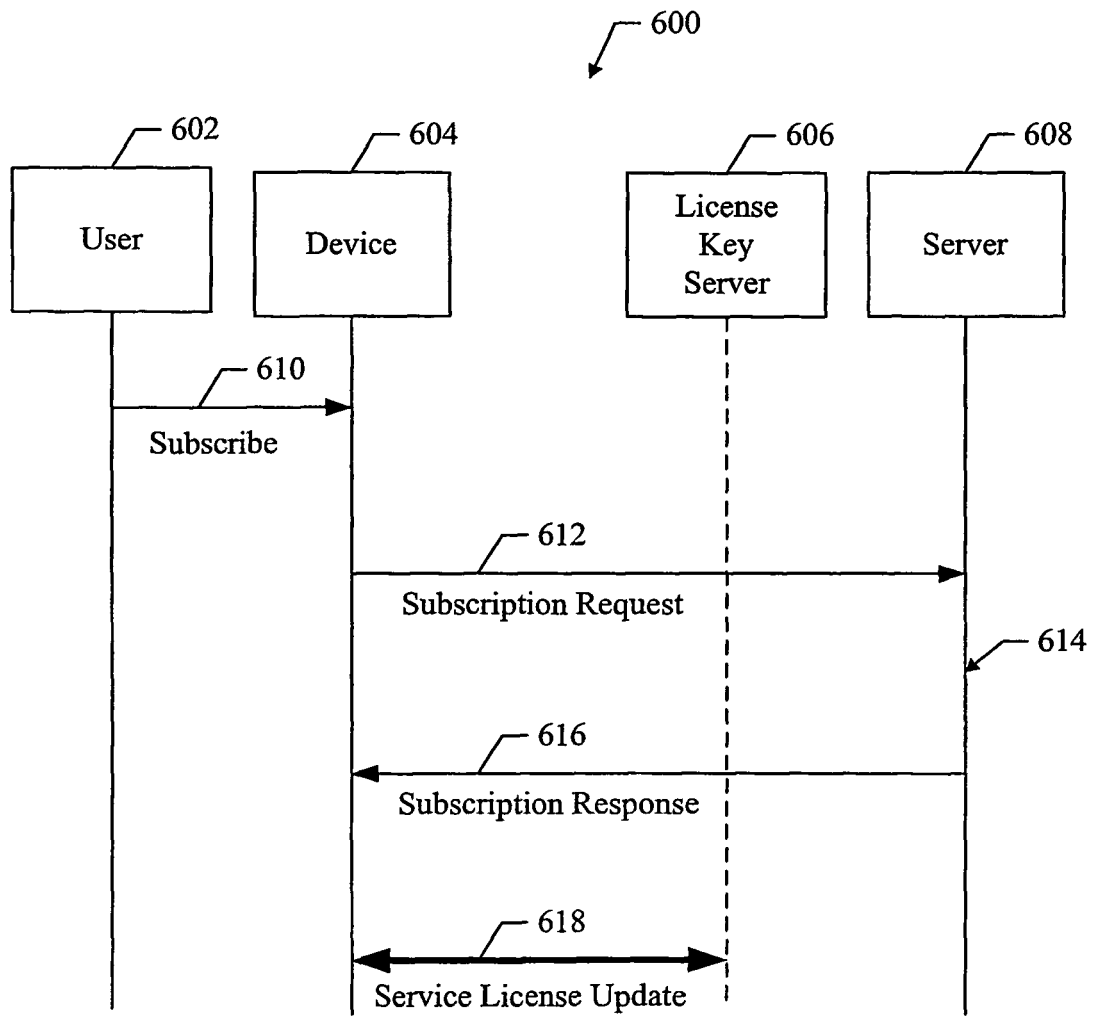 600
602
604
606
608
User
Device
License
Key
Server
Server
610
Subscribe
612
Subscription Request
614
616
Subscription Response
618
Service License Update